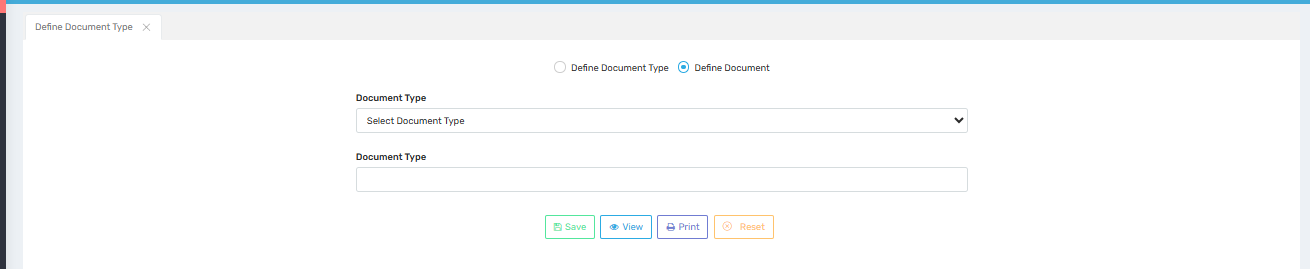 Define Document Type
Define Document Type Define Document
Document Type
Select Document Type
Document Type
Save View Print Reset